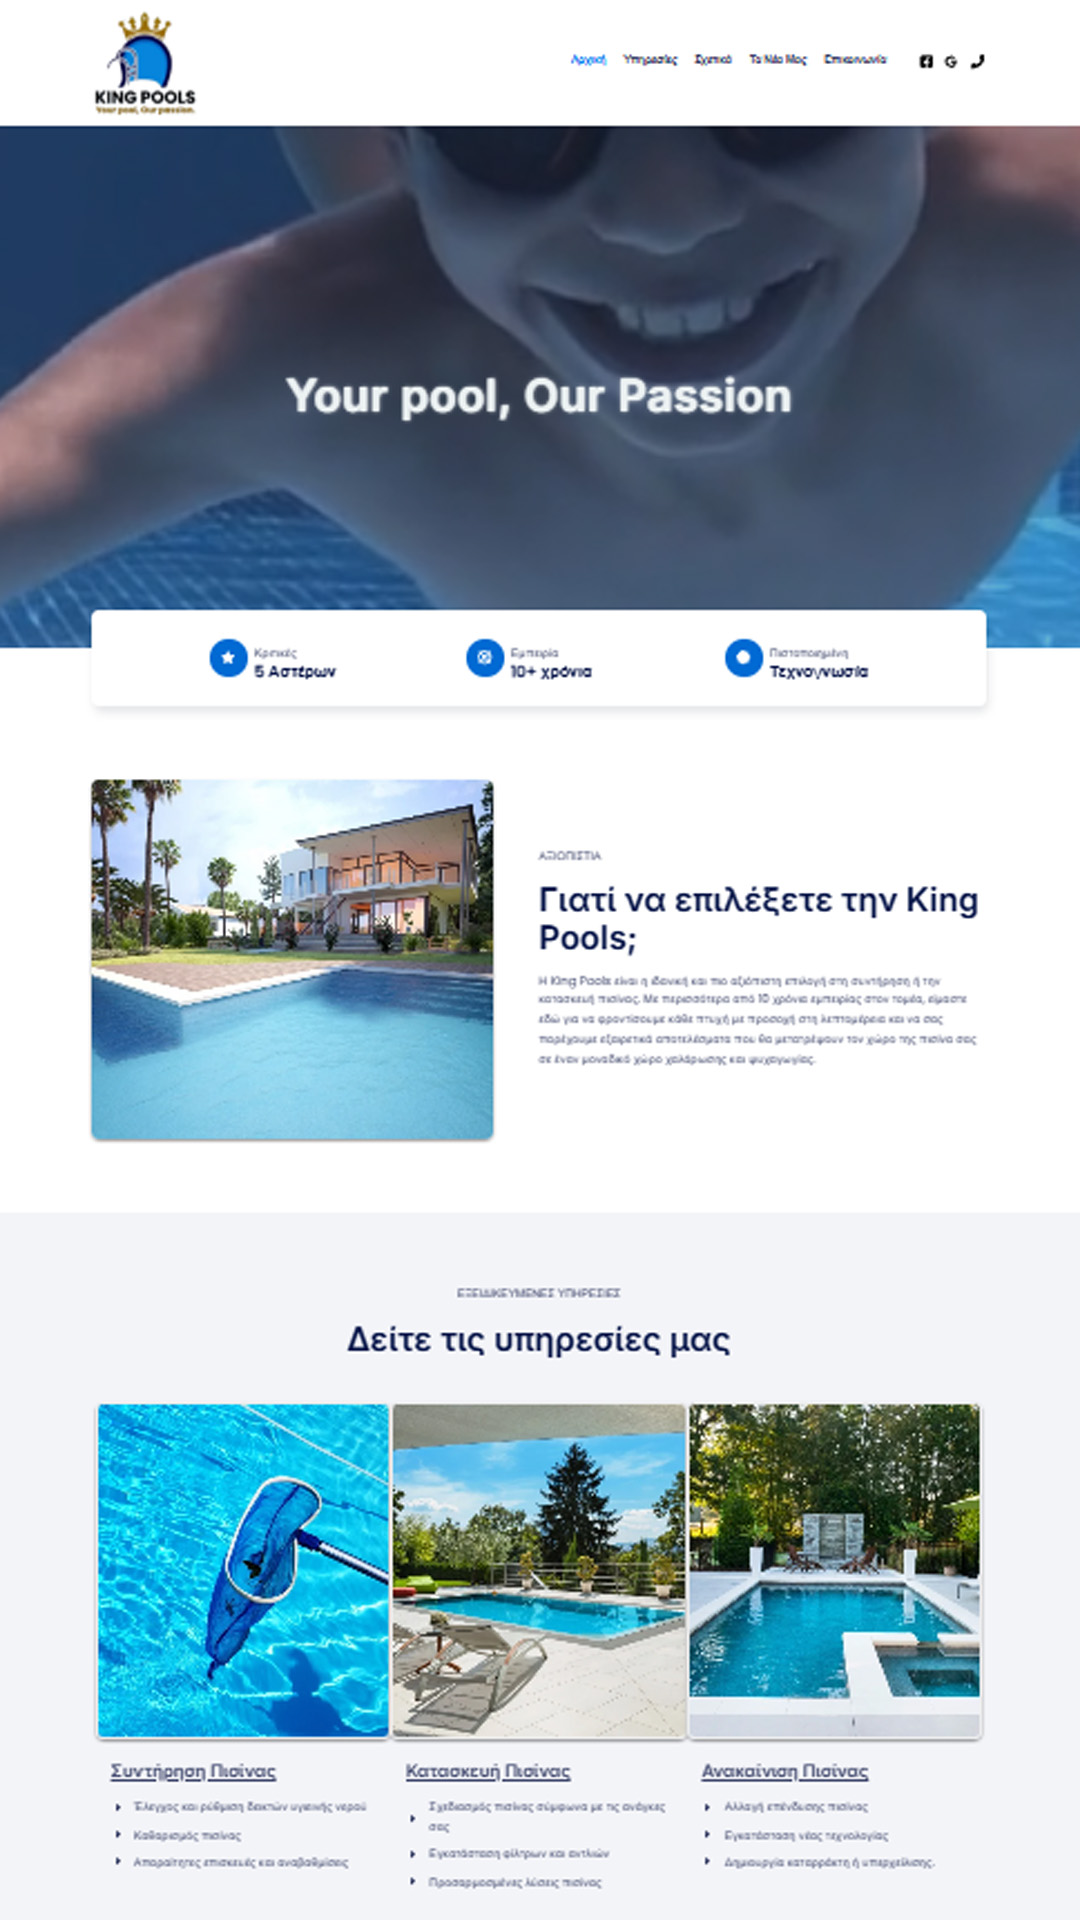 KING POOLS
Your pool, Our passion.
Αρχική Υπηρεσίες Σχετικά Τα Νέα Μας Επικοινωνία
Your pool, Our Passion
Κριτικές
5 Αστέρων
Εμπειρία
10+ χρόνια
Πιστοποιημένη
Τεχνογνωσία
ΑΞΙΟΠΙΣΤΙΑ
Γιατί να επιλέξετε την King
Pools;
Η King Pools είναι η ιδανική και πιο αξιόπιστη επιλογή στη συντήρηση ή την
κατασκευή πισίνας. Με περισσότερα από 10 χρόνια εμπειρίας στον τομέα, είμαστε
εδώ για να φροντίσουμε κάθε πτυχή με προσοχή στη λεπτομέρεια και να σας
παρέχουμε εξαιρετικά αποτελέσματα που θα μετατρέψουν τον χώρο της πισίνα σας
σε έναν μοναδικό χώρο χαλάρωσης και ψυχαγωγίας.
ΕΞΕΙΔΙΚΕΥΜΕΝΕΣ ΥΠΗΡΕΣΙΕΣ
Δείτε τις υπηρεσίες μας
Συντήρηση Πισίνας
Έλεγχος και ρύθμιση δεικτών υγιεινής νερού
Καθαρισμός πισίνας
Απαραίτητες επισκευές και αναβαθμίσεις
Κατασκευή Πισίνας
Σχεδιασμός πισίνας σύμφωνα με τις ανάγκες
σας
Εγκατάσταση φίλτρων και αντλιών
Προσαρμοσμένες λύσεις πισίνας
Ανακαίνιση Πισίνας
Αλλαγή επένδυσης πισίνας
Εγκατάσταση νέας τεχνολογίας
Δημιουργία καταρράκτη ή υπερχείλισης.